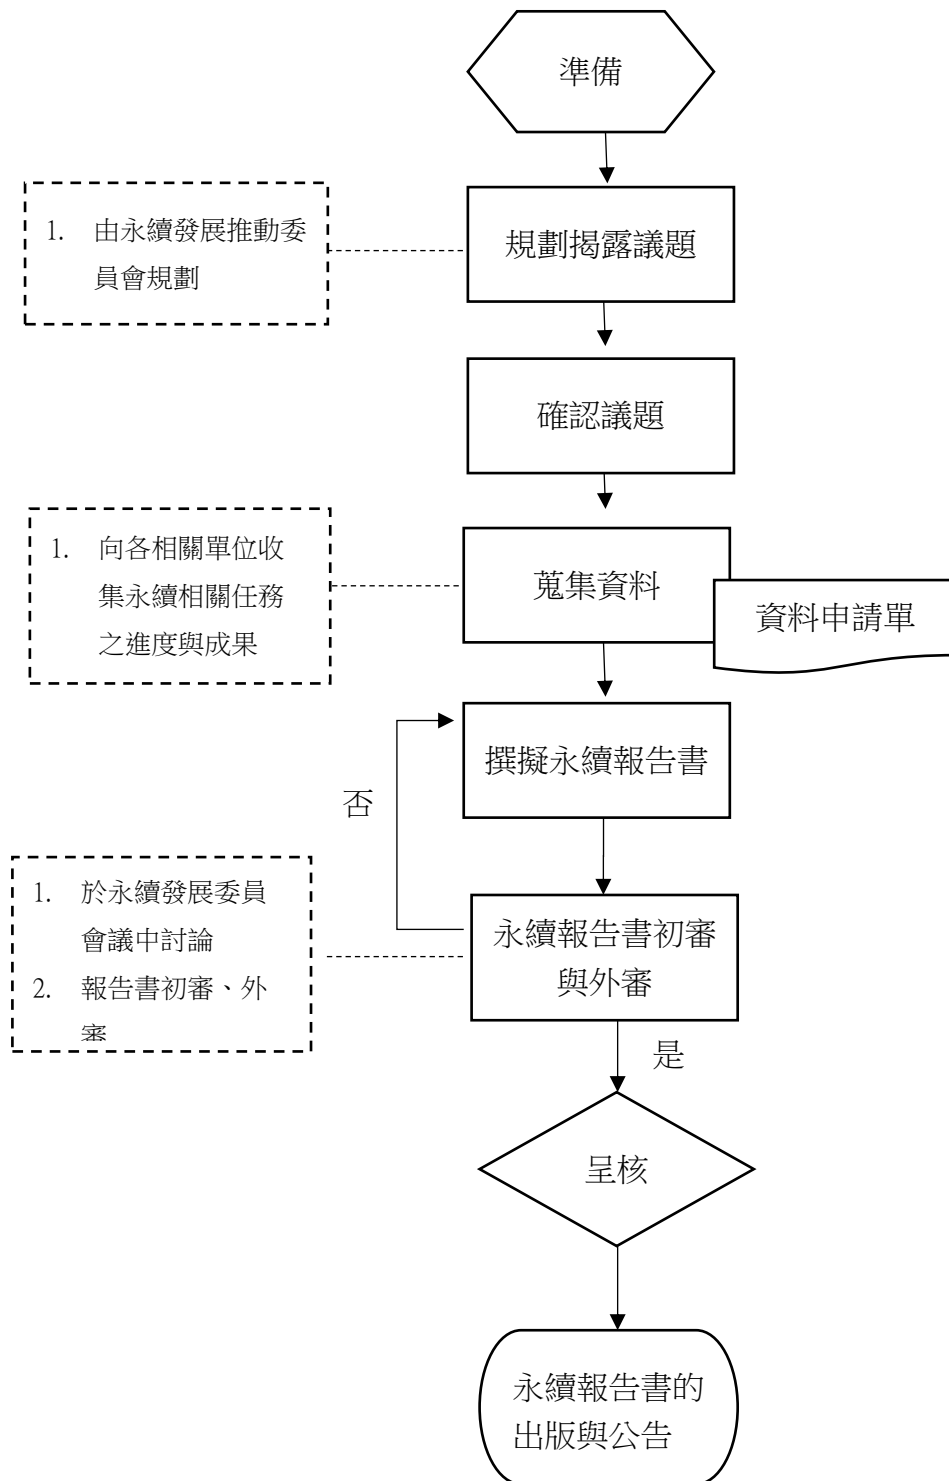 準備
1. 由永續發展推動委
員會規劃
規劃揭露議題
確認議題
1. 向各相關單位收
集永續相關任務
之進度與成果
蒐集資料
資料申請單
撰擬永續報告書
否
1. 於永續發展委員
會議中討論
2. 報告書初審、外
審
永續報告書初審
與外審
是
呈核
永續報告書的
出版與公告